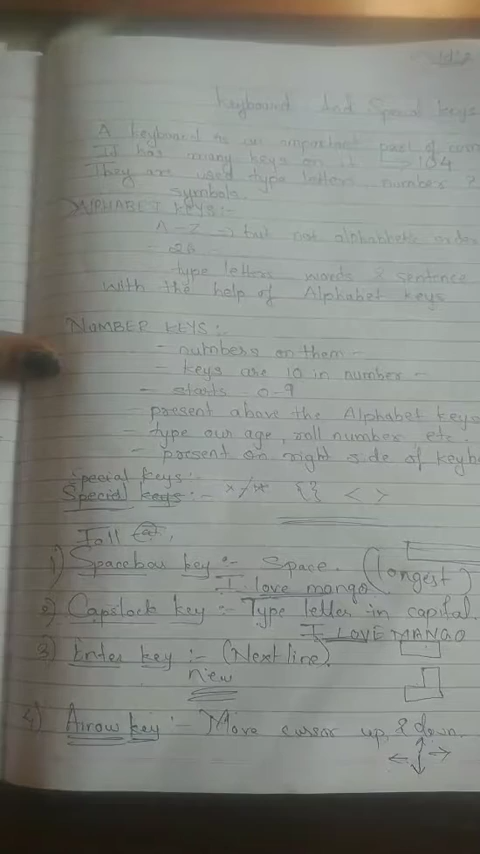 Keyboard And Special Keys
A keyboard is an important part of com
It has many keys on it → 104
They are used type letters numbers &
symbols.
ALPHABET KEYS:-
A-Z → but not alphabetic order
- 26
type letters words & sentence
with the help of Alphabet Keys
NUMBER KEYS:-
- numbers on them -
- keys are 10 in number -
- starts 0-9
- present above the Alphabet keys
- type our age, roll number, etc.
- present on right side of keyb
Special keys:-
Special keys:- * / ** {} < >
1) Spacebar key:- Space. (longest)
I love mango
2) Capslock key:- Type letter in capital.
I LOVE MANGO
3) Enter key:- (Next line)
new
4) Arrow key:- Move cursor up & down.